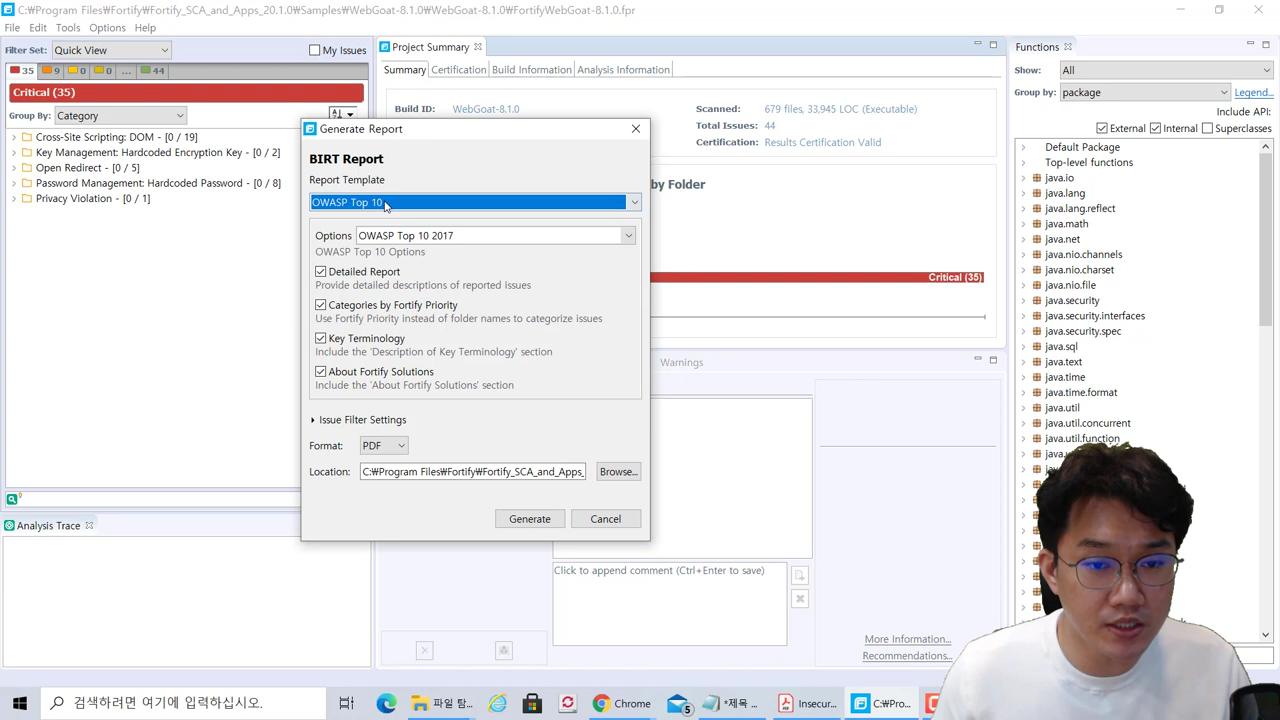 C:₩Program Files₩Fortify₩Fortify_SCA_and_Apps_20.1.0₩Samples₩WebGoat-8.1.0₩WebGoat-8.1.0₩FortifyWebGoat-8.1.0.fpr
File Edit Tools Options Help
Filter Set: Quick View
My Issues
35 9 0 0 ... 44
Critical (35)
Group By: Category
Cross-Site Scripting: DOM - [0 / 19]
Key Management: Hardcoded Encryption Key - [0 / 2]
Open Redirect - [0 / 5]
Password Management: Hardcoded Password - [0 / 8]
Privacy Violation - [0 / 1]
Analysis Trace
Project Summary
Summary Certification Build Information Analysis Information
Build ID: WebGoat-8.1.0
Scanned: 679 files, 33,945 LOC (Executable)
Total Issues: 44
Certification: Results Certification Valid
by Folder
Critical (35)
Warnings
Click to append comment (Ctrl+Enter to save)
More Information...
Recommendations...
Generate Report
BIRT Report
Report Template
OWASP Top 10
Options OWASP Top 10 2017
OWASP Top 10 Options
Detailed Report
Provide detailed descriptions of reported issues
Categories by Fortify Priority
Use Fortify Priority instead of folder names to categorize issues
Key Terminology
Include the 'Description of Key Terminology' section
About Fortify Solutions
Include the 'About Fortify Solutions' section
Issue Filter Settings
Format: PDF
Location: C:₩Program Files₩Fortify₩Fortify_SCA_and_Apps_
Browse...
Generate Cancel
Functions
Show: All
Group by: package Legend...
Include API:
External Internal Superclasses
Default Package
Top-level functions
java.io
java.lang
java.lang.reflect
java.math
java.net
java.nio.channels
java.nio.charset
java.nio.file
java.security
java.security.interfaces
java.security.spec
java.sql
java.text
java.time
java.time.format
java.util
java.util.concurrent
java.util.function
검색하려면 여기에 입력하십시오.
파일 탐...
Chrome
5
*제목 ...
Insecur...
C:₩Pro...